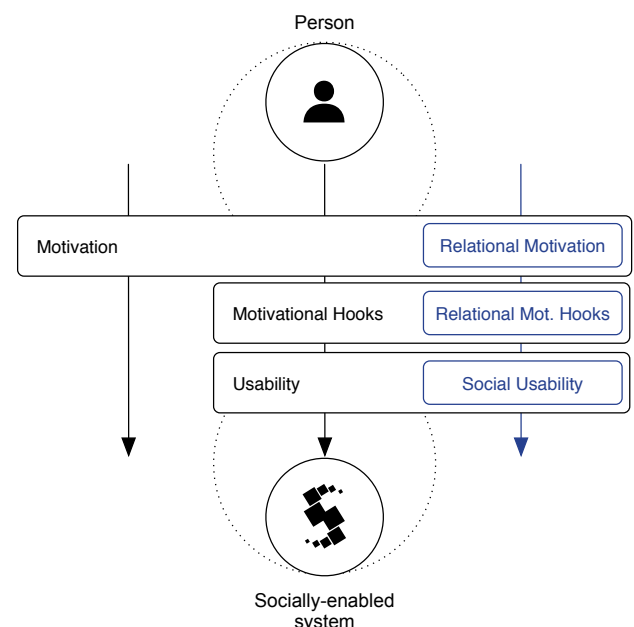 Person
Motivation
Relational Motivation
Motivational Hooks
Relational Mot. Hooks
Usability
Social Usability
Socially-enabled
system